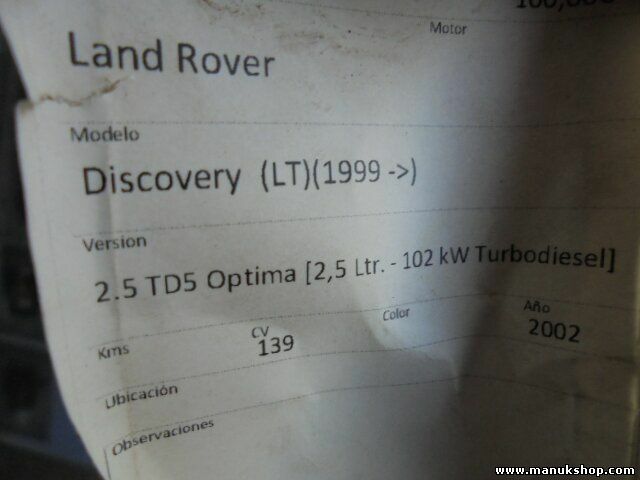 Motor
Land Rover
Modelo
Discovery (LT)(1999 ->)
Version
2.5 TD5 Optima [2,5 Ltr. - 102 kW Turbodiesel]
Kms CV Color Año
139 2002
Ubicación
Observaciones
www.manukshop.com